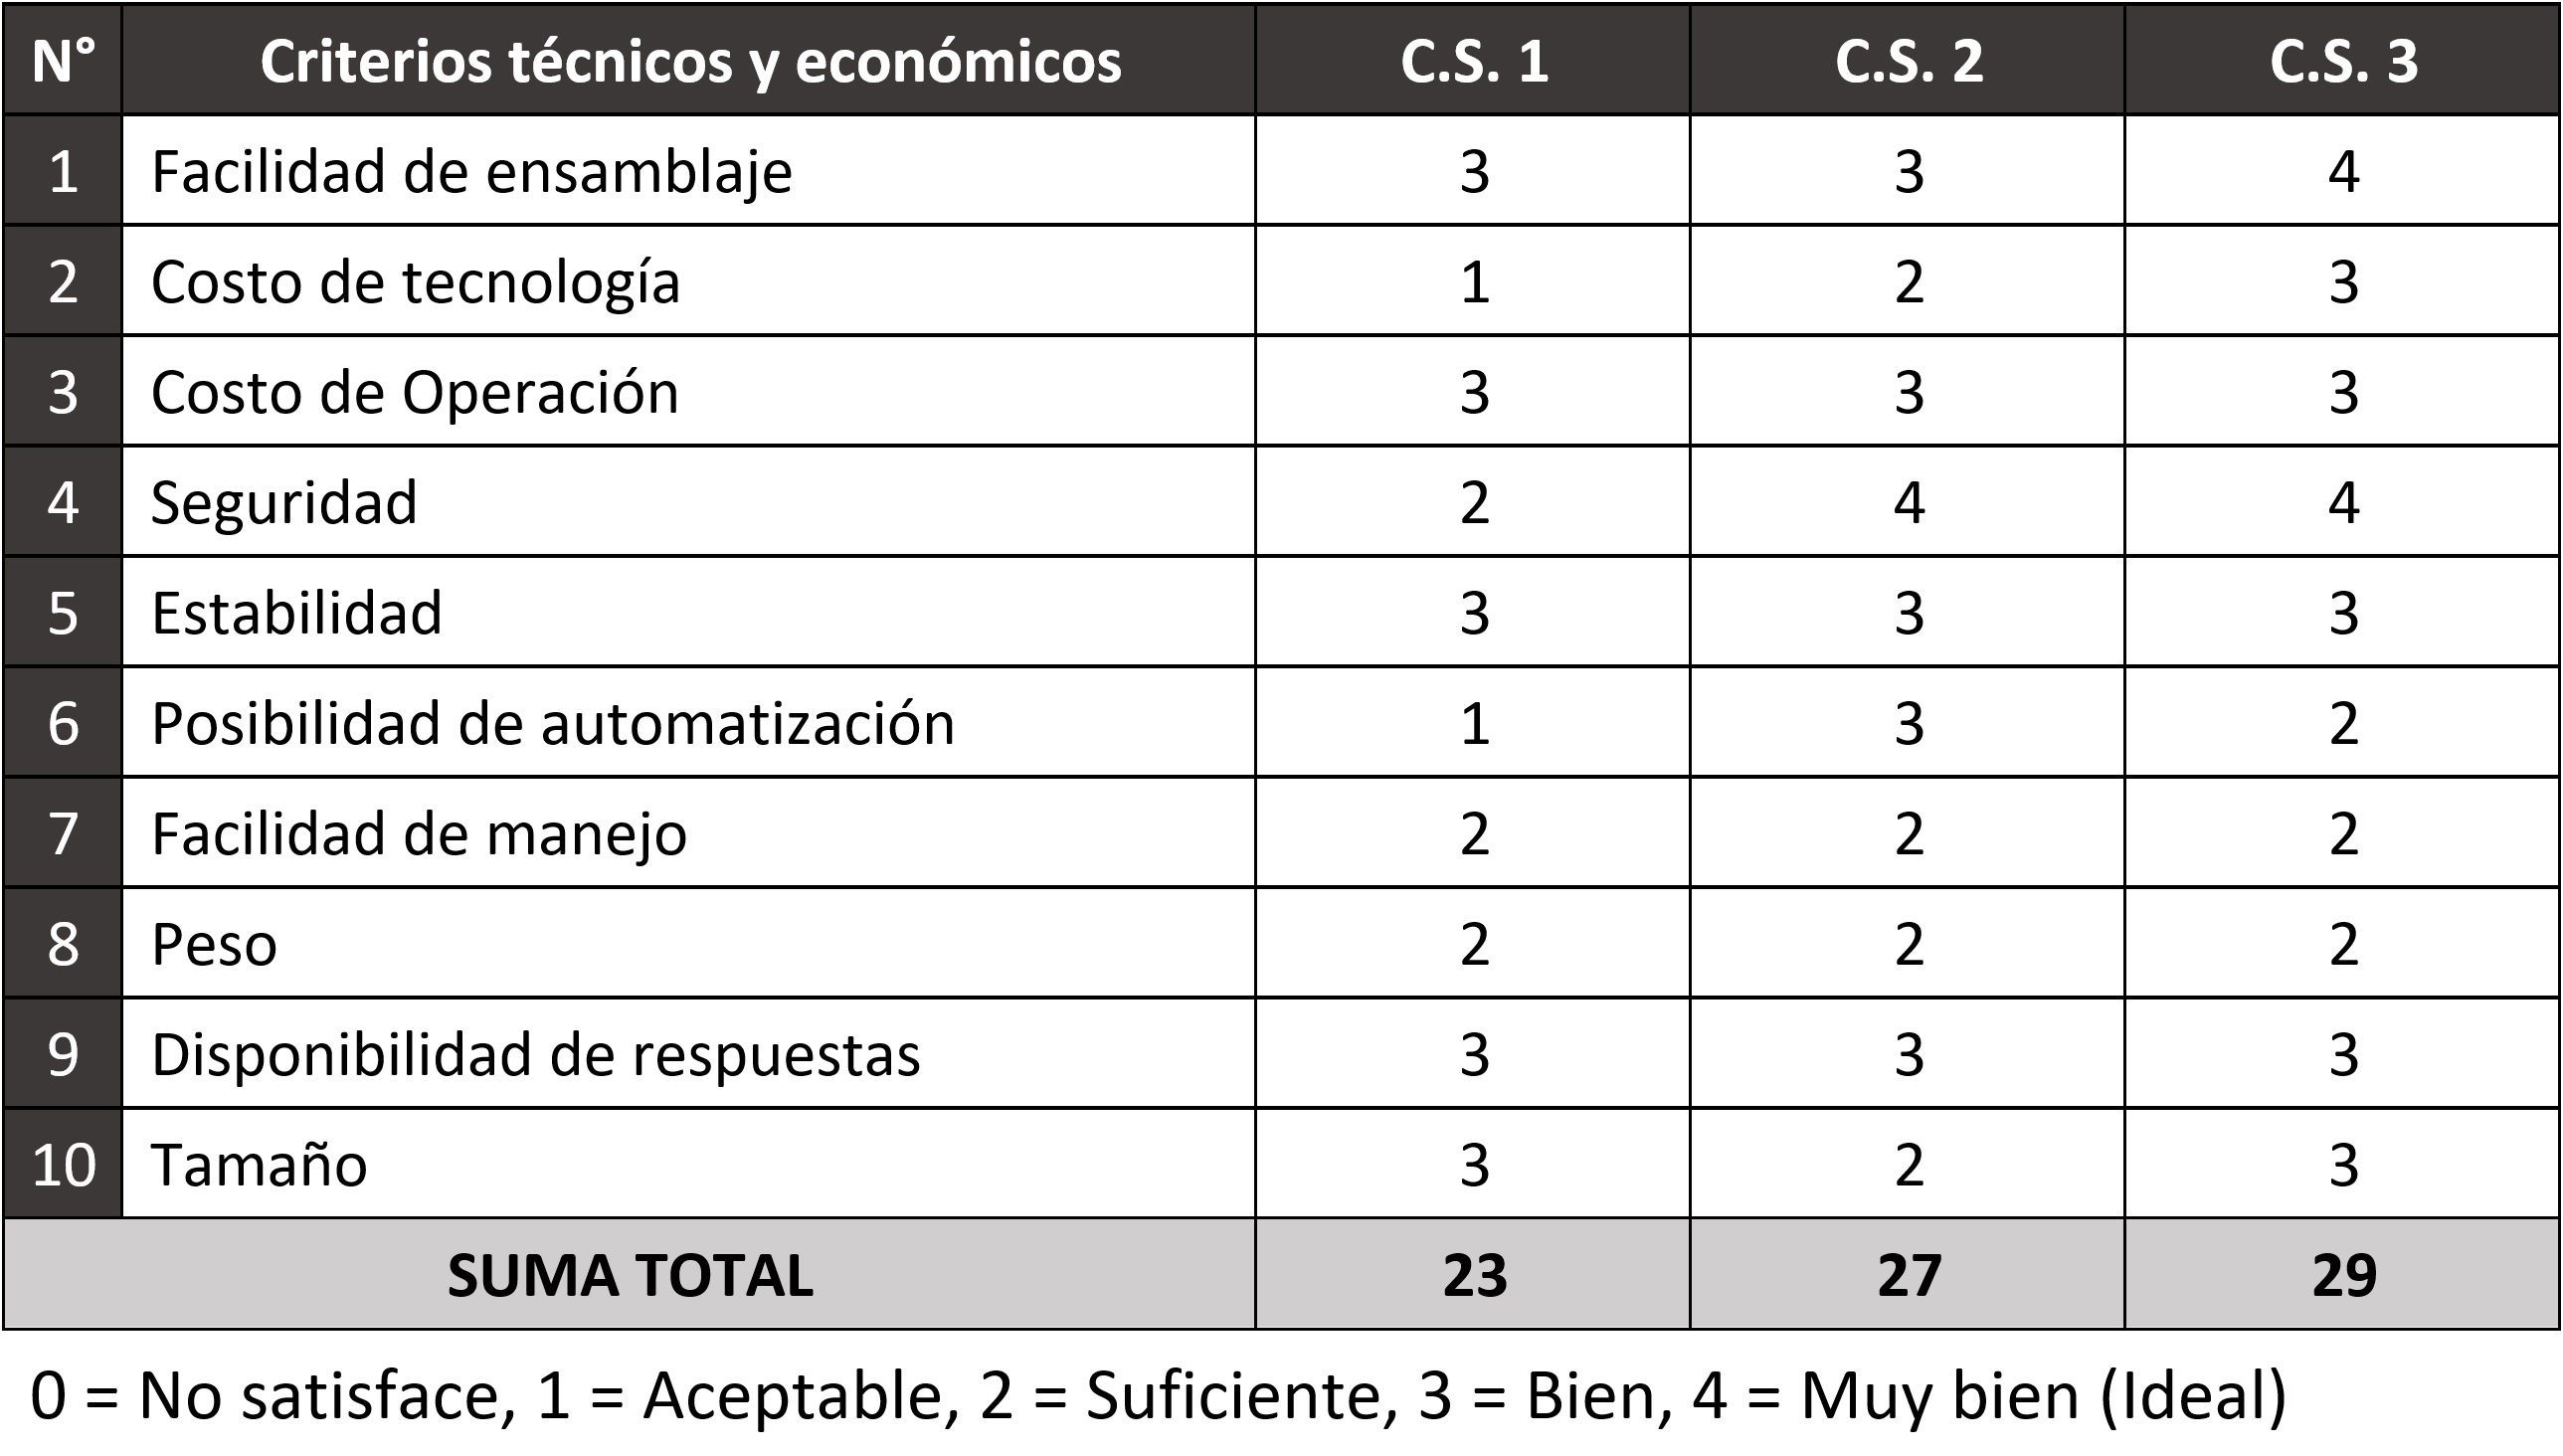 N° Criterios técnicos y económicos C.S. 1 C.S. 2 C.S. 3
1 Facilidad de ensamblaje 3 3 4
2 Costo de tecnología 1 2 3
3 Costo de Operación 3 3 3
4 Seguridad 2 4 4
5 Estabilidad 3 3 3
6 Posibilidad de automatización 1 3 2
7 Facilidad de manejo 2 2 2
8 Peso 2 2 2
9 Disponibilidad de respuestas 3 3 3
10 Tamaño 3 2 3
SUMA TOTAL 23 27 29
0 = No satisface, 1 = Aceptable, 2 = Suficiente, 3 = Bien, 4 = Muy bien (Ideal)